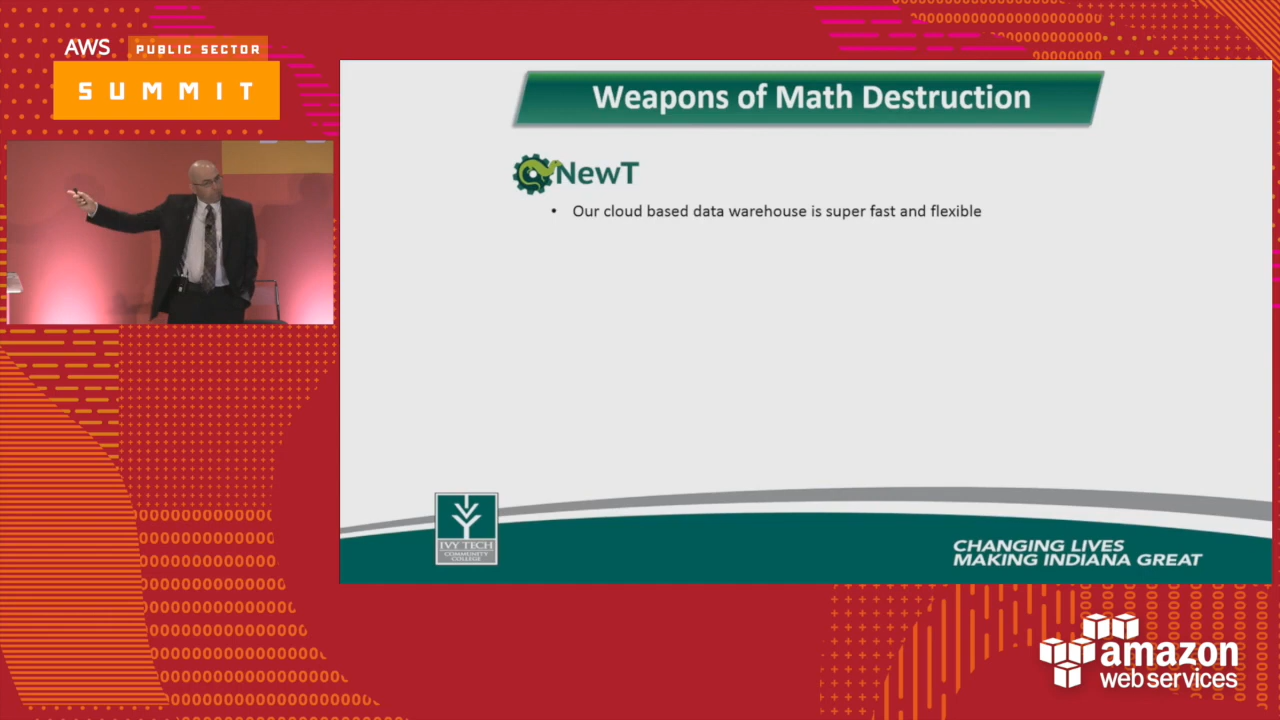 AWS PUBLIC SECTOR
SUMMIT
Weapons of Math Destruction
NewT
• Our cloud based data warehouse is super fast and flexible
IVY TECH
COMMUNITY
COLLEGE
CHANGING LIVES
MAKING INDIANA GREAT
amazon
web services